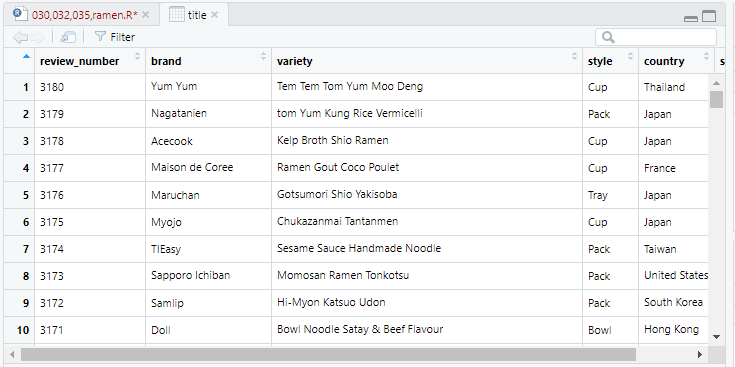 030,032,035,ramen.R* title
Filter
review_number brand variety style country s
1 3180 Yum Yum Tem Tem Tom Yum Moo Deng Cup Thailand
2 3179 Nagatanien tom Yum Kung Rice Vermicelli Pack Japan
3 3178 Acecook Kelp Broth Shio Ramen Cup Japan
4 3177 Maison de Coree Ramen Gout Coco Poulet Cup France
5 3176 Maruchan Gotsumori Shio Yakisoba Tray Japan
6 3175 Myojo Chukazanmai Tantanmen Cup Japan
7 3174 TIEasy Sesame Sauce Handmade Noodle Pack Taiwan
8 3173 Sapporo Ichiban Momosan Ramen Tonkotsu Pack United States
9 3172 Samlip Hi-Myon Katsuo Udon Pack South Korea
10 3171 Doll Bowl Noodle Satay & Beef Flavour Bowl Hong Kong